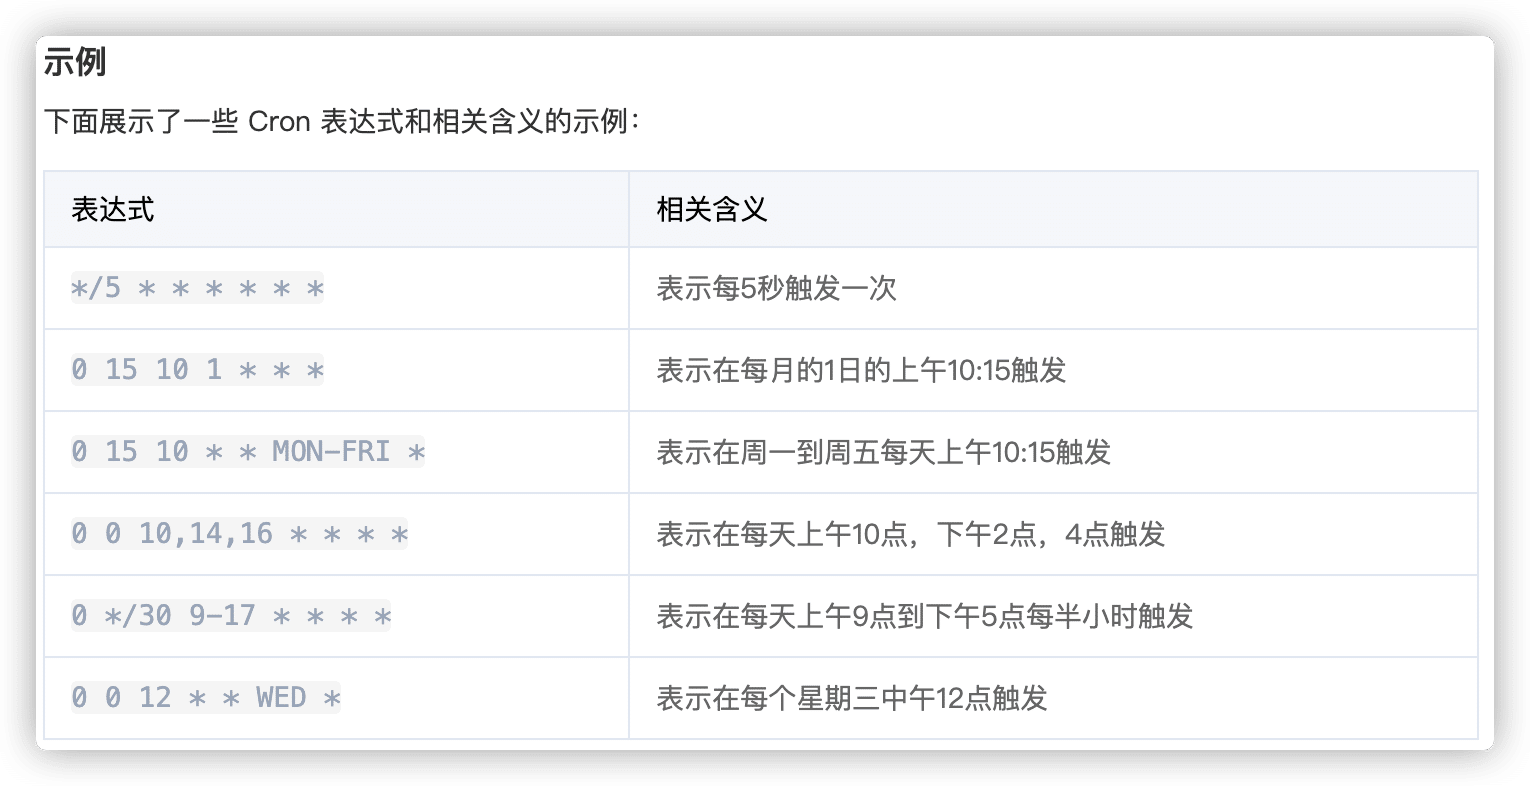 示例
下面展示了一些 Cron 表达式和相关含义的示例：
表达式 相关含义
*/5 * * * * * * 表示每5秒触发一次
0 15 10 1 * * * 表示在每月的1日的上午10:15触发
0 15 10 * * MON-FRI * 表示在周一到周五每天上午10:15触发
0 0 10,14,16 * * * * 表示在每天上午10点，下午2点，4点触发
0 */30 9-17 * * * * 表示在每天上午9点到下午5点每半小时触发
0 0 12 * * WED * 表示在每个星期三中午12点触发